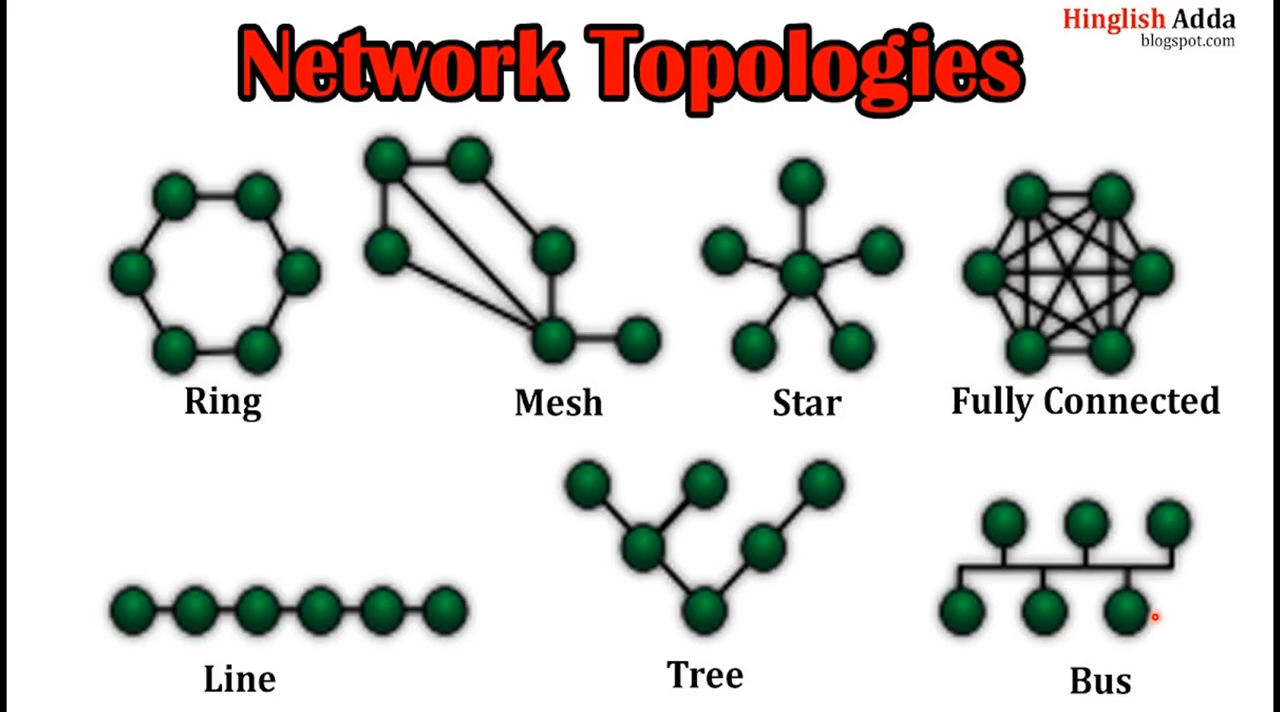 Hinglish Adda
blogspot.com
Network Topologies
Ring
Mesh
Star
Fully Connected
Line
Tree
Bus